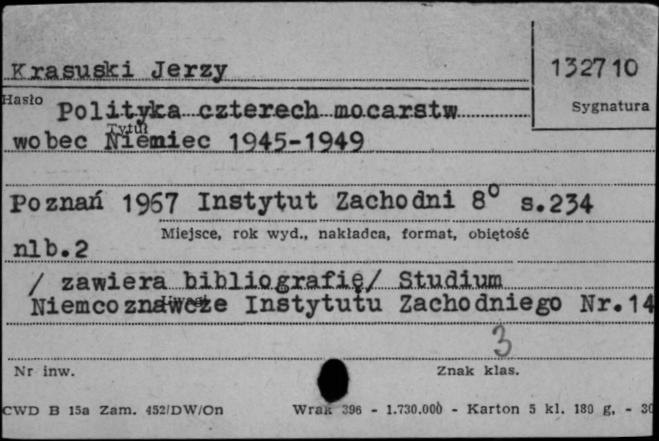 Krasuski Jerzy
132710
Hasło
Sygnatura
Polityka czterech mocarstw
Tytuł
wobec Niemiec 1945-1949
Poznań 1967 Instytut Zachodni 8° s.234
Miejsce, rok wyd., nakładca, format, objętość
nlb.2
/ zawiera bibliografię/ Studium
Niemcoznawcze Instytutu Zachodniego Nr.14
3
Nr inw.
Znak klas.
CWD B 15a Zam. 452/DW/On
Wrak 396 - 1.730.000 - Karton 5 kl. 180 g, - 30